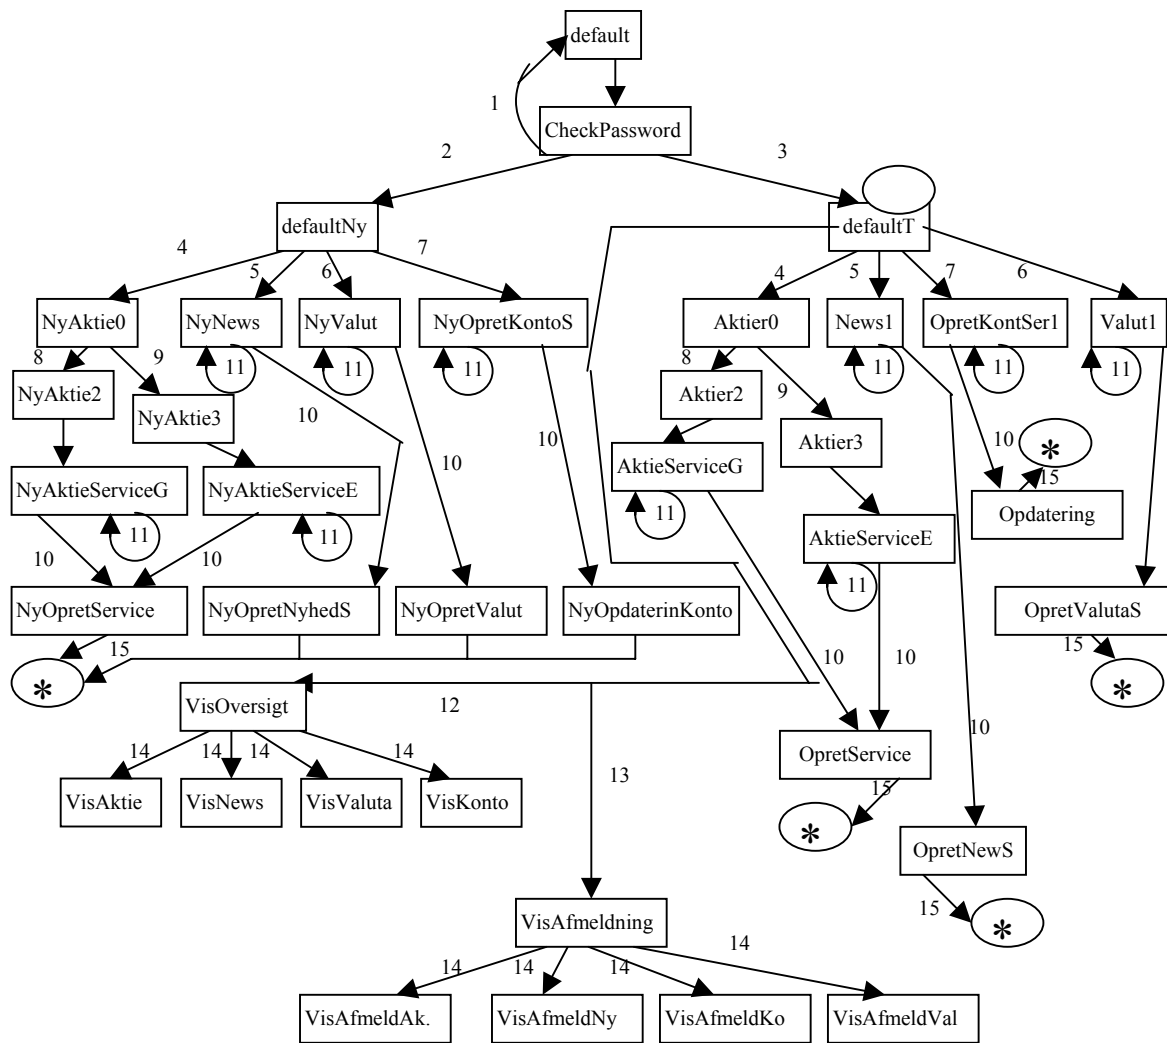 default
1
CheckPassword
2
3
defaultNy
defaultT
4
5
6
7
4
5
7
6
NyAktie0
NyNews
NyValut
NyOpretKontoS
Aktier0
News1
OpretKontSer1
Valut1
8
9
11
11
11
8
9
11
11
11
NyAktie2
NyAktie3
10
10
Aktier2
Aktier3
10
*
NyAktieServiceG
NyAktieServiceE
10
AktieServiceG
15
Opdatering
11
11
11
AktieServiceE
10
10
11
NyOpretService
NyOpretNyhedS
NyOpretValut
NyOpdaterinKonto
OpretValutaS
15
10
10
15
*
*
VisOversigt
12
10
14
14
14
14
13
OpretService
VisAktie
VisNews
VisValuta
VisKonto
15
*
OpretNewS
15
VisAfmeldning
*
14
14
14
14
VisAfmeldAk.
VisAfmeldNy
VisAfmeldKo
VisAfmeldVal